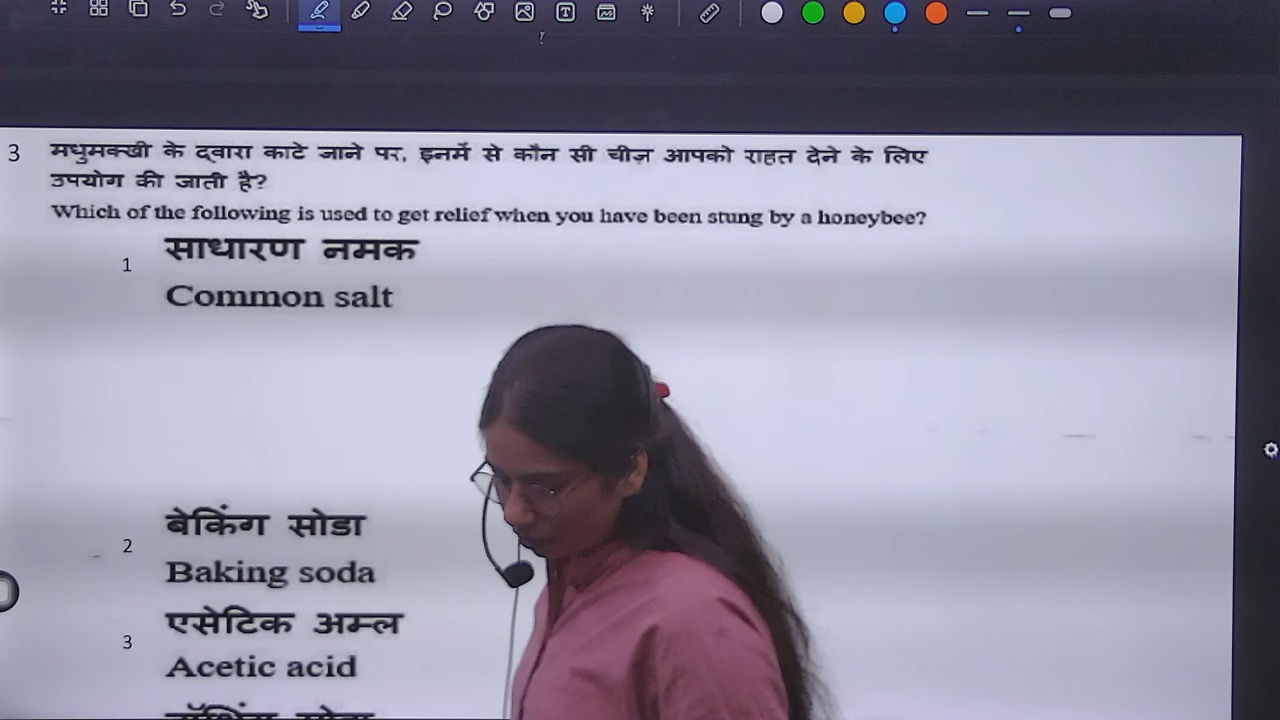 3 मधुमक्खी के द्वारा काटे जाने पर, इनमें से कौन सी चीज़ आपको राहत देने के लिए
उपयोग की जाती है?
Which of the following is used to get relief when you have been stung by a honeybee?
साधारण नमक
1
Common salt
बेकिंग सोडा
2
Baking soda
एसेटिक अम्ल
3
Acetic acid